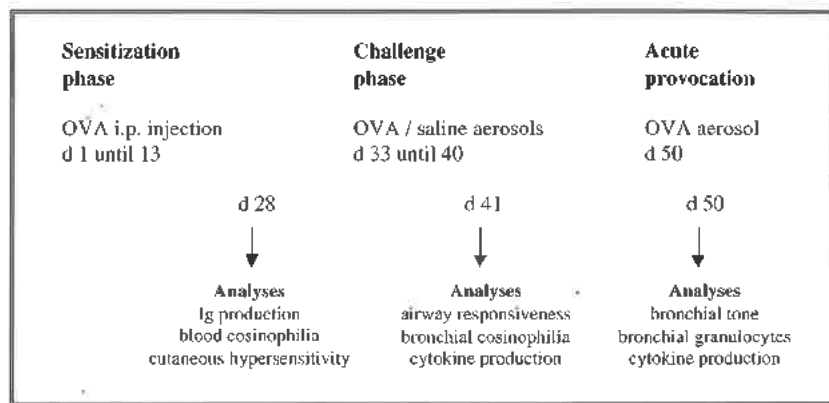 Sensitization
phase
OVA i.p. injection
d 1 until 13
Challenge
phase
OVA / saline aerosols
d 33 until 40
Acute
provocation
OVA aerosol
d 50
d 28
Analyses
Ig production
blood eosinophilia
cutaneous hypersensitivity
d 41
Analyses
airway responsiveness
bronchial eosinophilia
cytokine production
d 50
Analyses
bronchial tone
bronchial granulocytes
cytokine production